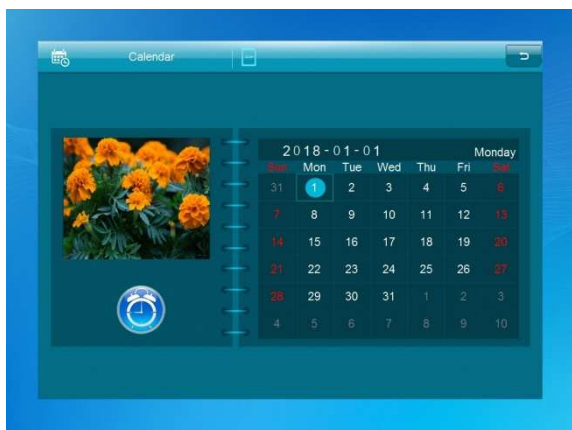 Calendar
2018-01-01 Monday
Sun Mon Tue Wed Thu Fri Sat
31 1 2 3 4 5 6
7 8 9 10 11 12 13
14 15 16 17 18 19 20
21 22 23 24 25 26 27
28 29 30 31 1 2 3
4 5 6 7 8 9 10